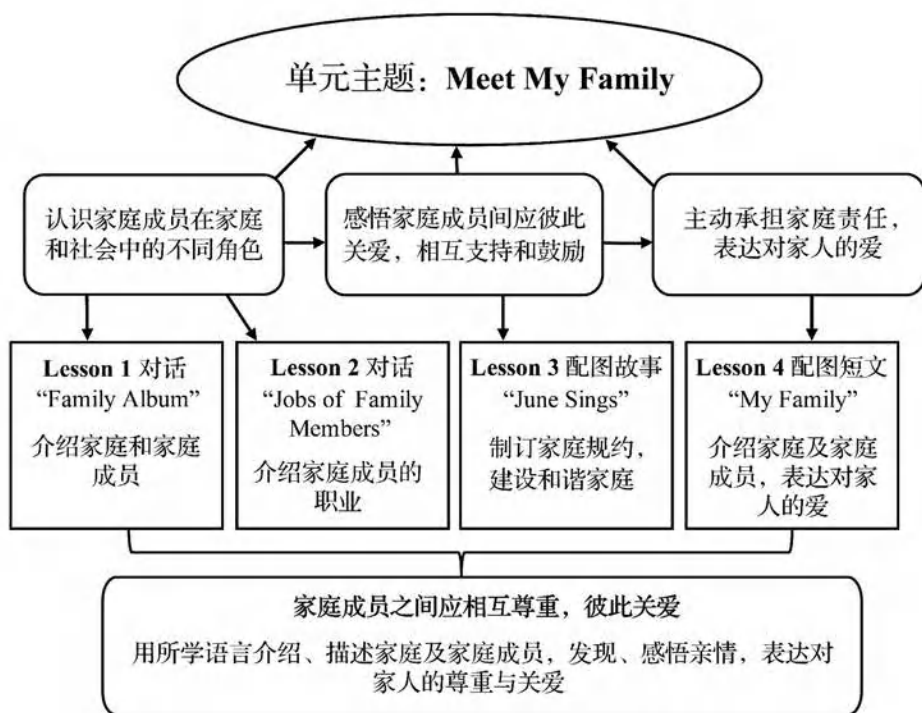 单元主题：Meet My Family
认识家庭成员在家庭
和社会中的不同角色
感悟家庭成员间应彼此
关爱，相互支持和鼓励
主动承担家庭责任，
表达对家人的爱
Lesson 1 对话
“Family Album”
介绍家庭和家庭
成员
Lesson 2 对话
“Jobs of Family
Members”
介绍家庭成员的
职业
Lesson 3 配图故事
“June Sings”
制订家庭规约，
建设和谐家庭
Lesson 4 配图短文
“My Family”
介绍家庭及家庭
成员，表达对家
人的爱
家庭成员之间应相互尊重，彼此关爱
用所学语言介绍、描述家庭及家庭成员，发现、感悟亲情，表达对
家人的尊重与关爱